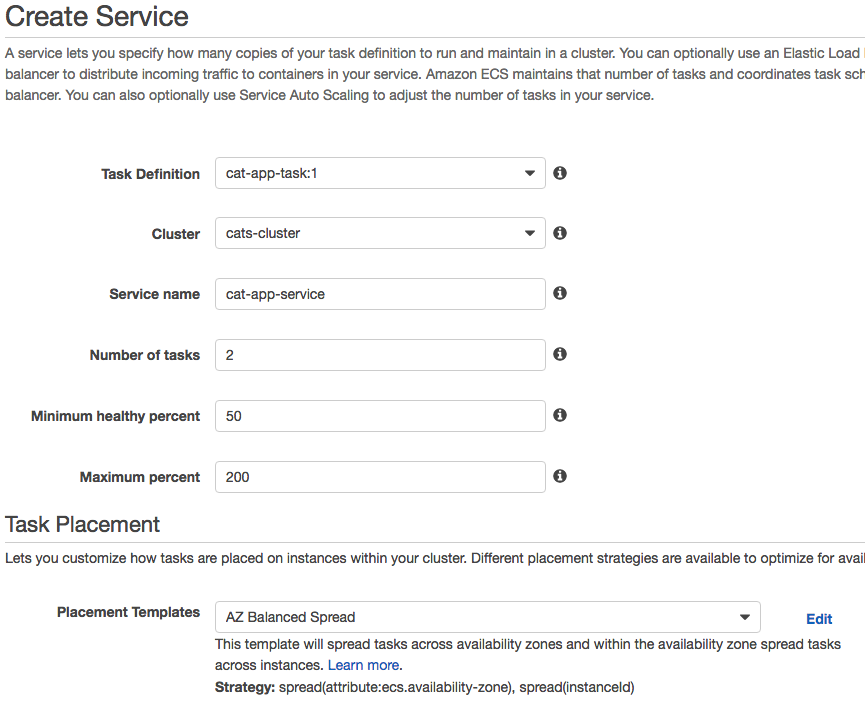 Create Service
A service lets you specify how many copies of your task definition to run and maintain in a cluster. You can optionally use an Elastic Load
balancer to distribute incoming traffic to containers in your service. Amazon ECS maintains that number of tasks and coordinates task sch
balancer. You can also optionally use Service Auto Scaling to adjust the number of tasks in your service.
Task Definition cat-app-task:1
Cluster cats-cluster
Service name cat-app-service
Number of tasks 2
Minimum healthy percent 50
Maximum percent 200
Task Placement
Lets you customize how tasks are placed on instances within your cluster. Different placement strategies are available to optimize for avail
Placement Templates AZ Balanced Spread Edit
This template will spread tasks across availability zones and within the availability zone spread tasks
across instances. Learn more.
Strategy: spread(attribute:ecs.availability-zone), spread(instanceId)